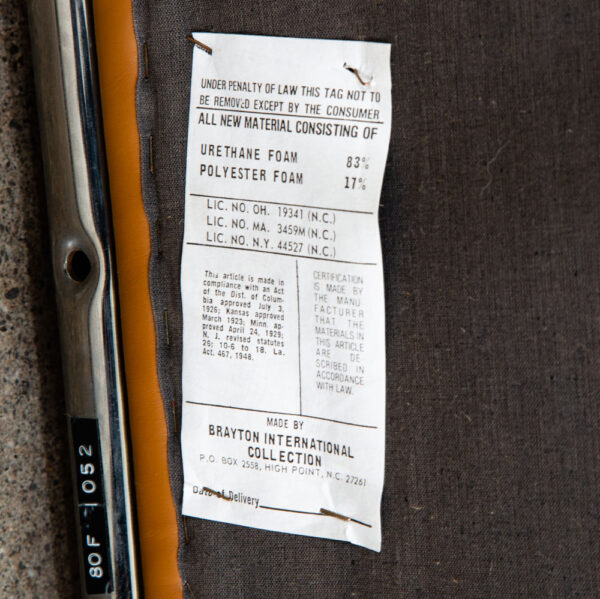 UNDER PENALTY OF LAW THIS TAG NOT TO
BE REMOVED EXCEPT BY THE CONSUMER
ALL NEW MATERIAL CONSISTING OF
URETHANE FOAM 83%
POLYESTER FOAM 17%
LIC. NO. OH. 19341 (N.C.)
LIC. NO. MA. 3459M (N.C.)
LIC. NO. N.Y. 44527 (N.C.)
This article is made in
compliance with an Act
of the Dist. of Colum-
bia approved July 3,
1926; Kansas approved
March 1923; Minn. ap-
proved April 24, 1929;
N. J. revised statutes
26; 10-6 to 18. La.
Act. 467, 1948.
CERTIFICATION
IS MADE BY
THE MANU-
FACTURER
THAT THE
MATERIALS IN
THIS ARTICLE
ARE DE-
SCRIBED IN
ACCORDANCE
WITH LAW.
MADE BY
BRAYTON INTERNATIONAL
COLLECTION
P.O. BOX 2558, HIGH POINT, N.C. 27261
Date of Delivery
80F 1052